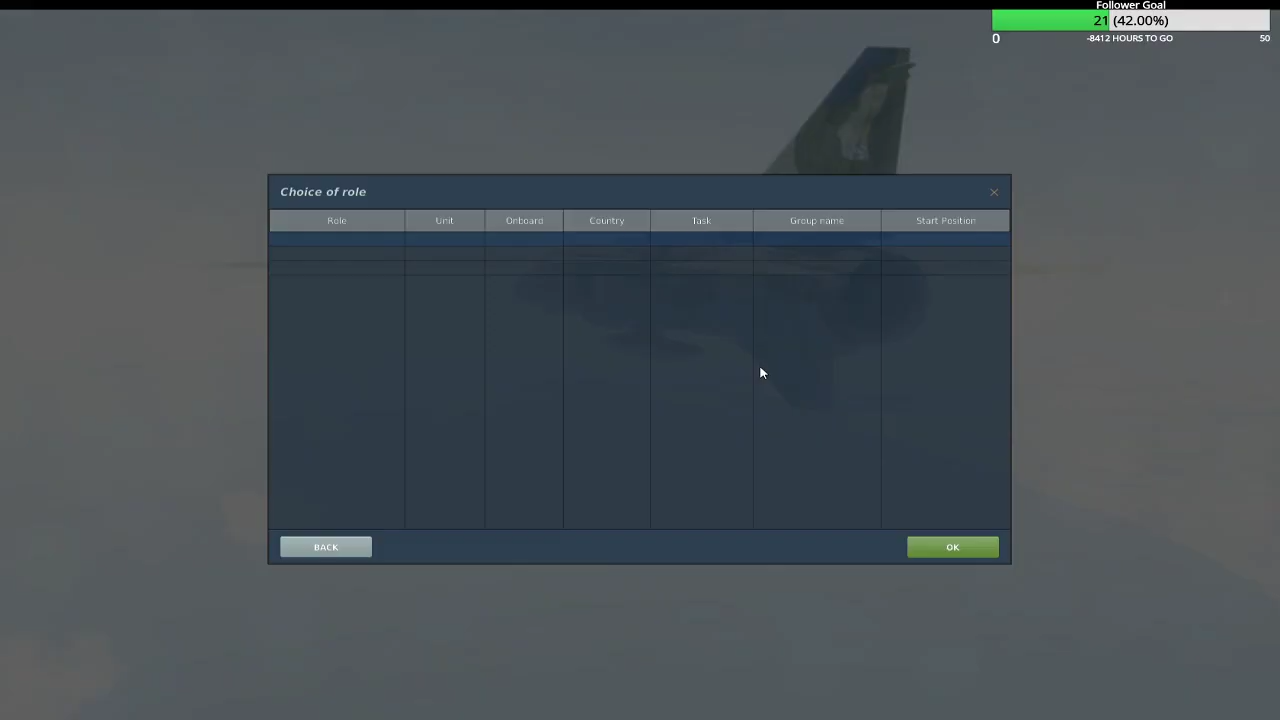 Follower Goal
21 (42.00%)
0 -8412 HOURS TO GO 50
Choice of role ×
Role Unit Onboard Country Task Group name Start Position
BACK OK